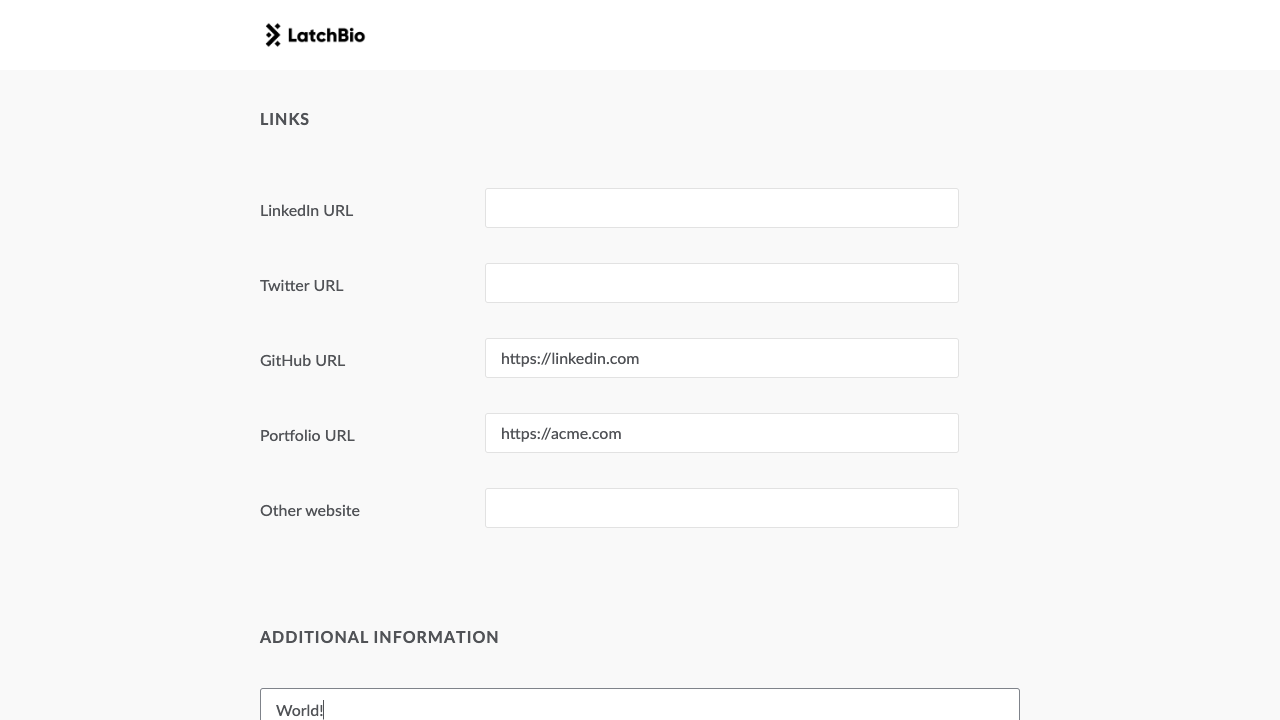 LatchBio
LINKS
LinkedIn URL
Twitter URL
GitHub URL
https://linkedin.com
Portfolio URL
https://acme.com
Other website
ADDITIONAL INFORMATION
World!